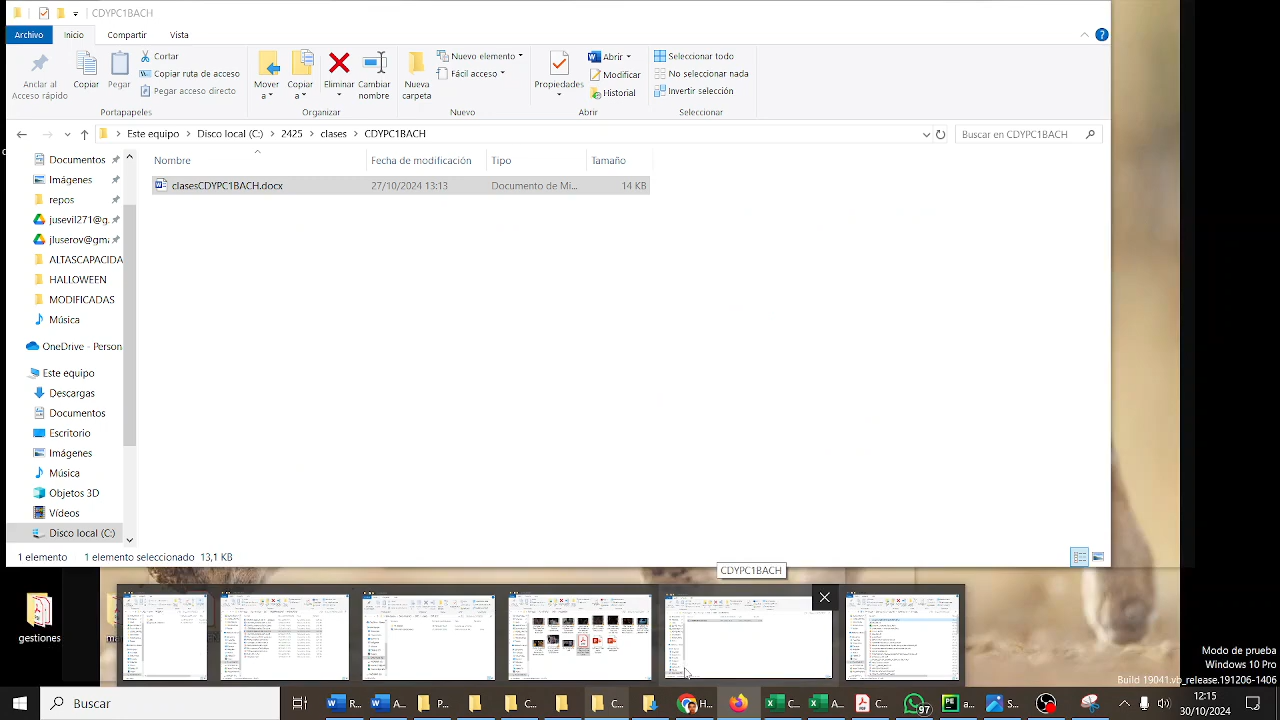 CDYPC1BACH
Archivo Inicio Compartir Vista
Anclar al Acceso rápido
Copiar
Pegar
Cortar
Copiar ruta de acceso
Pegar acceso directo
Portapapeles
Mover a
Copiar a
Eliminar
Cambiar nombre
Organizar
Nueva carpeta
Nuevo elemento
Fácil acceso
Nuevo
Propiedades
Abrir
Modificar
Historial
Abrir
Seleccionar todo
No seleccionar nada
Invertir selección
Seleccionar
Este equipo > Disco local (C:) > 2425 > clases > CDYPC1BACH
Buscar en CDYPC1BACH
Nombre Fecha de modificación Tipo Tamaño
clasesCDYPC1BACH.docx 27/10/2024 13:13 Documento de Mi... 14 KB
Documentos
Imágenes
repos
jusevil271@g.
jluserov@gm
ALTASCAPACIDA
HALLOWEEN
MODIFICADAS
Música
OneDrive - Person
Este equipo
Descargas
Documentos
Escritorio
Imágenes
Música
Objetos 3D
Vídeos
Disco local (C:)
1 elemento 1 elemento seleccionado 13,1 KB
CDYPC1BACH
gestiones
Modo de prueba
Windows 10 Pro
Build 19041.vb_release.191206-1406
Buscar
R...
A...
P...
C...
C...
H...
C...
A...
P...
97
P...
S...
12:15
30/10/2024